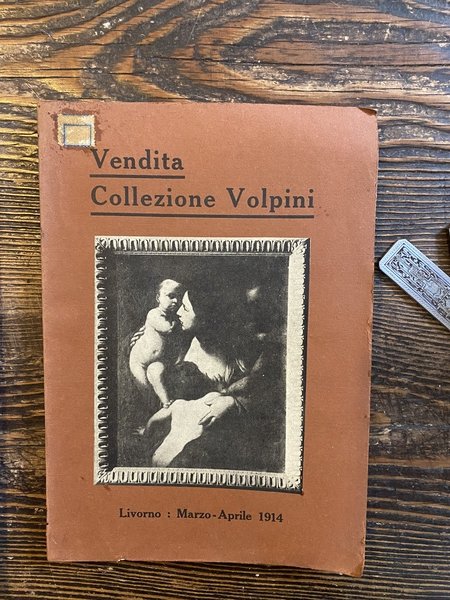 Vendita
Collezione Volpini
Livorno : Marzo - Aprile 1914